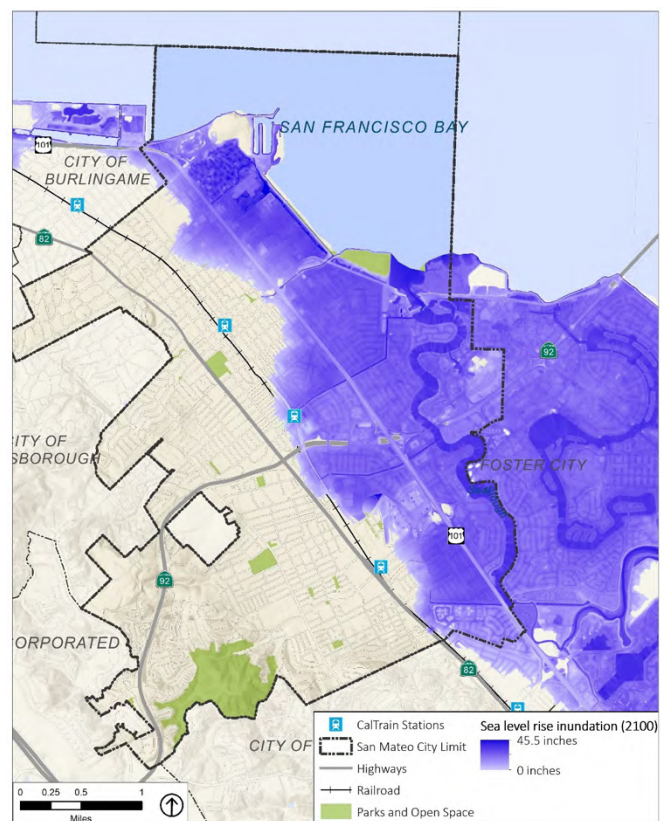 SAN FRANCISCO BAY
101
CITY OF
BURLINGAME
82
92
CITY OF
SBOROUGH
FOSTER CITY
101
92
CORPORATED
82
CITY OF
CalTrain Stations
San Mateo City Limit
Highways
Railroad
Parks and Open Space
Sea level rise inundation (2100)
45.5 inches
0 inches
0 0.25 0.5 1
Miles